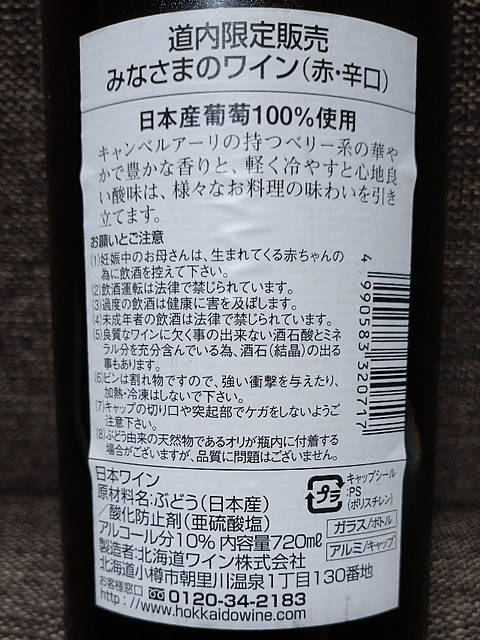 道内限定販売
みなさまのワイン(赤・辛口)
日本産葡萄100%使用
キャンベルアーリの持つベリー系の華や
かで豊かな香りと、軽く冷やすと心地良
い酸味は、様々なお料理の味わいを引き
立てます。
お願いとご注意
(1)妊娠中のお母さんは、生まれてくる赤ちゃんの
為に飲酒を控えて下さい。
(2)飲酒運転は法律で禁じられています。
(3)過度の飲酒は健康に害を及ぼします。
(4)未成年者の飲酒は法律で禁じられています。
(5)良質なワインに欠く事の出来ない酒石酸とミネ
ラル分を充分含んでいる為、酒石(結晶)の出る
事もあります。
(6)ビンは割れ物ですので、強い衝撃を与えたり、
加熱・冷凍はしないで下さい。
(7)キャップの切り口や突起部でケガをしないようご
注意下さい。
(8)ぶどう由来の天然物であるオリが瓶内に付着する
場合がございますが、品質に問題はございません。
4 990583 320717
日本ワイン
原材料名:ぶどう(日本産)
/酸化防止剤(亜硫酸塩)
アルコール分10% 内容量720mℓ
製造者:北海道ワイン株式会社
北海道小樽市朝里川温泉1丁目130番地
お客様窓口 0120-34-2183
http://www.hokkaidowine.com
プラ
キャップシール
:PS
(ポリスチレン)
ガラス/ボトル
アルミ/キャップ